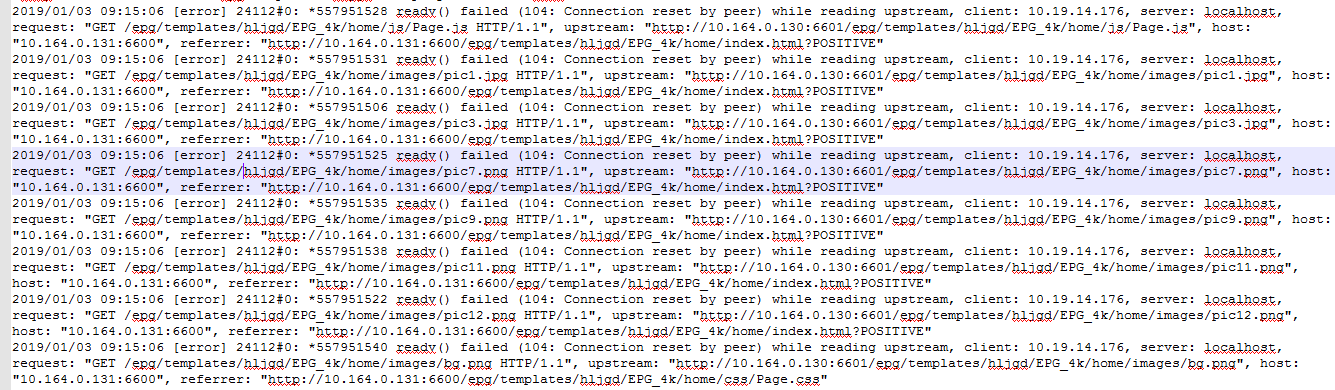 2019/01/03 09:15:06 [error] 24112#0: *557951528 readv() failed (104: Connection reset by peer) while reading upstream, client: 10.19.14.176, server: localhost,
request: "GET /epg/templates/hljgd/EPG_4k/home/js/Page.js HTTP/1.1", upstream: "http://10.164.0.130:6601/epg/templates/hljgd/EPG_4k/home/js/Page.js", host:
"10.164.0.131:6600", referrer: "http://10.164.0.131:6600/epg/templates/hljgd/EPG_4k/home/index.html?POSITIVE"
2019/01/03 09:15:06 [error] 24112#0: *557951531 readv() failed (104: Connection reset by peer) while reading upstream, client: 10.19.14.176, server: localhost,
request: "GET /epg/templates/hljgd/EPG_4k/home/images/pic1.jpg HTTP/1.1", upstream: "http://10.164.0.130:6601/epg/templates/hljgd/EPG_4k/home/images/pic1.jpg", host:
"10.164.0.131:6600", referrer: "http://10.164.0.131:6600/epg/templates/hljgd/EPG_4k/home/index.html?POSITIVE"
2019/01/03 09:15:06 [error] 24112#0: *557951506 readv() failed (104: Connection reset by peer) while reading upstream, client: 10.19.14.176, server: localhost,
request: "GET /epg/templates/hljgd/EPG_4k/home/images/pic3.jpg HTTP/1.1", upstream: "http://10.164.0.130:6601/epg/templates/hljgd/EPG_4k/home/images/pic3.jpg", host:
"10.164.0.131:6600", referrer: "http://10.164.0.131:6600/epg/templates/hljgd/EPG_4k/home/index.html?POSITIVE"
2019/01/03 09:15:06 [error] 24112#0: *557951525 readv() failed (104: Connection reset by peer) while reading upstream, client: 10.19.14.176, server: localhost,
request: "GET /epg/templates/hljgd/EPG_4k/home/images/pic7.png HTTP/1.1", upstream: "http://10.164.0.130:6601/epg/templates/hljgd/EPG_4k/home/images/pic7.png", host:
"10.164.0.131:6600", referrer: "http://10.164.0.131:6600/epg/templates/hljgd/EPG_4k/home/index.html?POSITIVE"
2019/01/03 09:15:06 [error] 24112#0: *557951535 readv() failed (104: Connection reset by peer) while reading upstream, client: 10.19.14.176, server: localhost,
request: "GET /epg/templates/hljgd/EPG_4k/home/images/pic9.png HTTP/1.1", upstream: "http://10.164.0.130:6601/epg/templates/hljgd/EPG_4k/home/images/pic9.png", host:
"10.164.0.131:6600", referrer: "http://10.164.0.131:6600/epg/templates/hljgd/EPG_4k/home/index.html?POSITIVE"
2019/01/03 09:15:06 [error] 24112#0: *557951538 readv() failed (104: Connection reset by peer) while reading upstream, client: 10.19.14.176, server: localhost,
request: "GET /epg/templates/hljgd/EPG_4k/home/images/pic11.png HTTP/1.1", upstream: "http://10.164.0.130:6601/epg/templates/hljgd/EPG_4k/home/images/pic11.png",
host: "10.164.0.131:6600", referrer: "http://10.164.0.131:6600/epg/templates/hljgd/EPG_4k/home/index.html?POSITIVE"
2019/01/03 09:15:06 [error] 24112#0: *557951522 readv() failed (104: Connection reset by peer) while reading upstream, client: 10.19.14.176, server: localhost,
request: "GET /epg/templates/hljgd/EPG_4k/home/images/pic12.png HTTP/1.1", upstream: "http://10.164.0.130:6601/epg/templates/hljgd/EPG_4k/home/images/pic12.png",
host: "10.164.0.131:6600", referrer: "http://10.164.0.131:6600/epg/templates/hljgd/EPG_4k/home/index.html?POSITIVE"
2019/01/03 09:15:06 [error] 24112#0: *557951540 readv() failed (104: Connection reset by peer) while reading upstream, client: 10.19.14.176, server: localhost,
request: "GET /epg/templates/hljgd/EPG_4k/home/images/bg.png HTTP/1.1", upstream: "http://10.164.0.130:6601/epg/templates/hljgd/EPG_4k/home/images/bg.png", host:
"10.164.0.131:6600", referrer: "http://10.164.0.131:6600/epg/templates/hljgd/EPG_4k/home/css/Page.css"